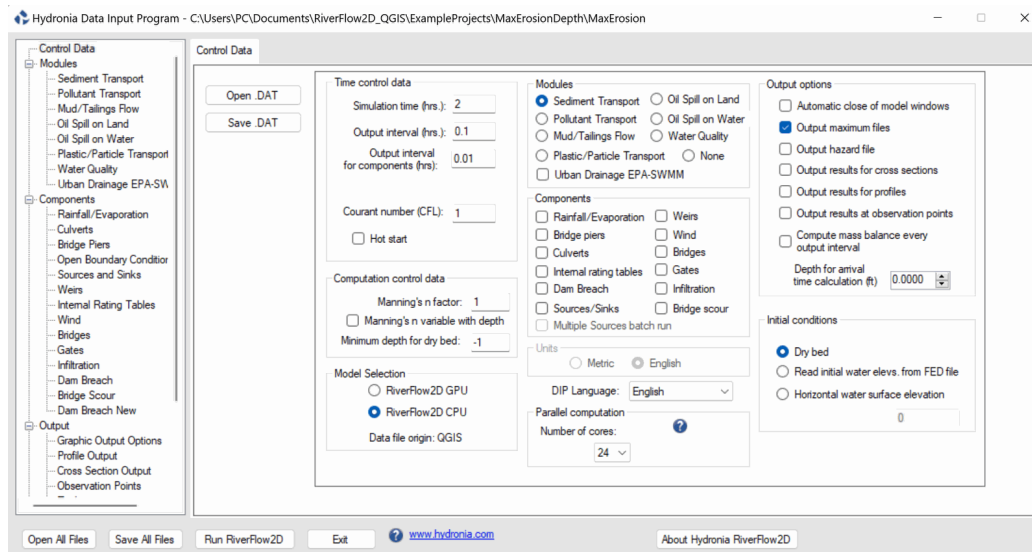 Hydronia Data Input Program - C:\Users\PC\Documents\RiverFlow2D_QGIS\ExampleProjects\MaxErosionDepth\MaxErosion
Control Data
Modules
Sediment Transport
Pollutant Transport
Mud/Tailings Flow
Oil Spill on Land
Oil Spill on Water
Plastic/Particle Transport
Water Quality
Urban Drainage EPA-SW
Components
Rainfall/Evaporation
Culverts
Bridge Piers
Open Boundary Condition
Sources and Sinks
Weirs
Internal Rating Tables
Wind
Bridges
Gates
Infiltration
Dam Breach
Bridge Scour
Dam Breach New
Output
Graphic Output Options
Profile Output
Cross Section Output
Observation Points
Control Data
Open .DAT
Save .DAT
Time control data
Simulation time (hrs.): 2
Output interval (hrs.): 0.1
Output interval
for components (hrs): 0.01
Courant number (CFL): 1
Hot start
Computation control data
Manning's n factor: 1
Manning's n variable with depth
Minimum depth for dry bed: -1
Model Selection
RiverFlow2D GPU
RiverFlow2D CPU
Data file origin: QGIS
Modules
Sediment Transport Oil Spill on Land
Pollutant Transport Oil Spill on Water
Mud/Tailings Flow Water Quality
Plastic/Particle Transport None
Urban Drainage EPA-SWMM
Components
Rainfall/Evaporation Weirs
Bridge piers Wind
Culverts Bridges
Internal rating tables Gates
Dam Breach Infiltration
Sources/Sinks Bridge scour
Multiple Sources batch run
Units
Metric English
DIP Language: English
Parallel computation
Number of cores:
24
Output options
Automatic close of model windows
Output maximum files
Output hazard file
Output results for cross sections
Output results for profiles
Output results at observation points
Compute mass balance every
output interval
Depth for arrival
time calculation (ft) 0.0000
Initial conditions
Dry bed
Read initial water elevs. from FED file
Horizontal water surface elevation
0
Open All Files Save All Files Run RiverFlow2D Exit www.hydronia.com About Hydronia RiverFlow2D